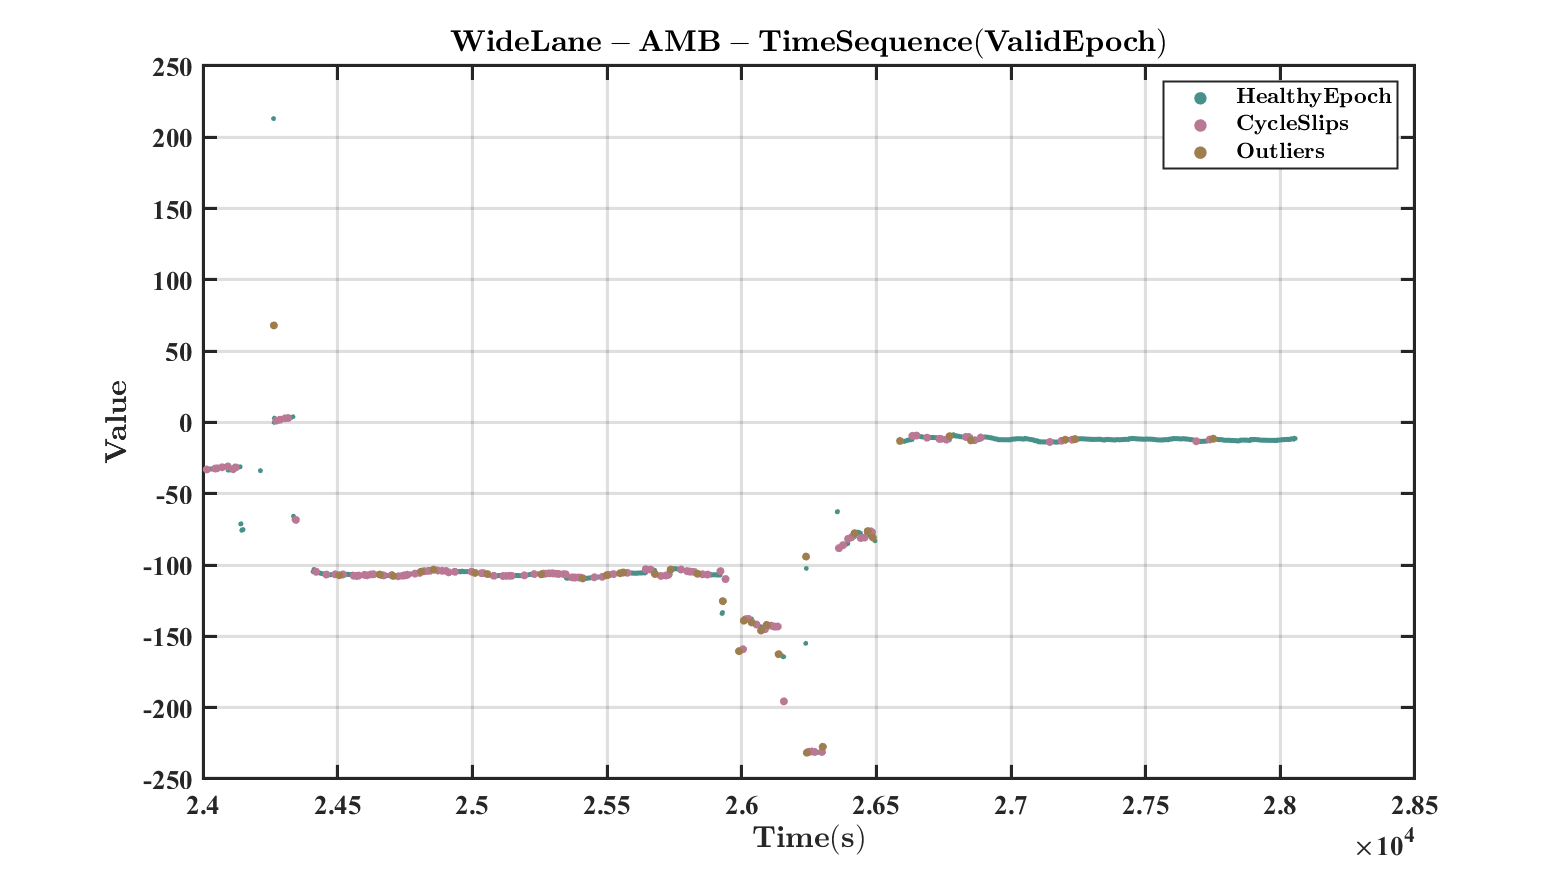 WideLane − AMB − TimeSequence(ValidEpoch)
250
200
150
100
50
0
-50
-100
-150
-200
-250
Value
HealthyEpoch
CycleSlips
Outliers
2.4 2.45 2.5 2.55 2.6 2.65 2.7 2.75 2.8 2.85
Time(s)
×10⁴